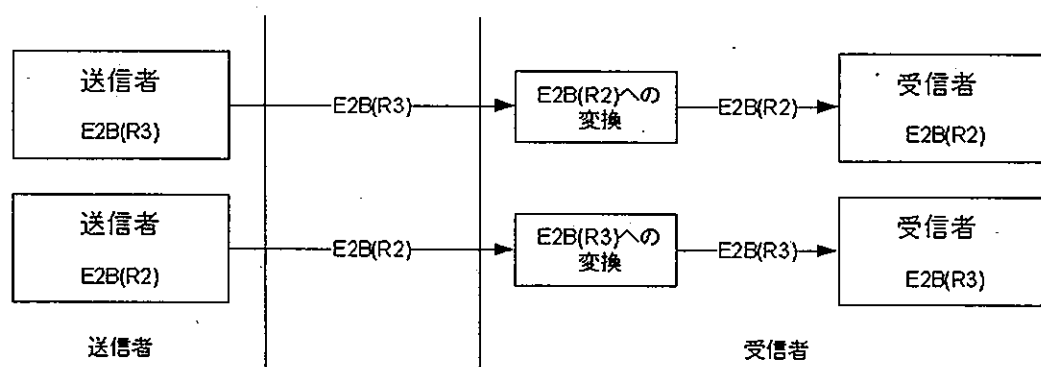 送信者
E2B(R3)
E2B(R3)
E2B(R2)への
変換
E2B(R2)
受信者
E2B(R2)
送信者
E2B(R2)
E2B(R2)
E2B(R3)への
変換
E2B(R3)
受信者
E2B(R3)
送信者
受信者